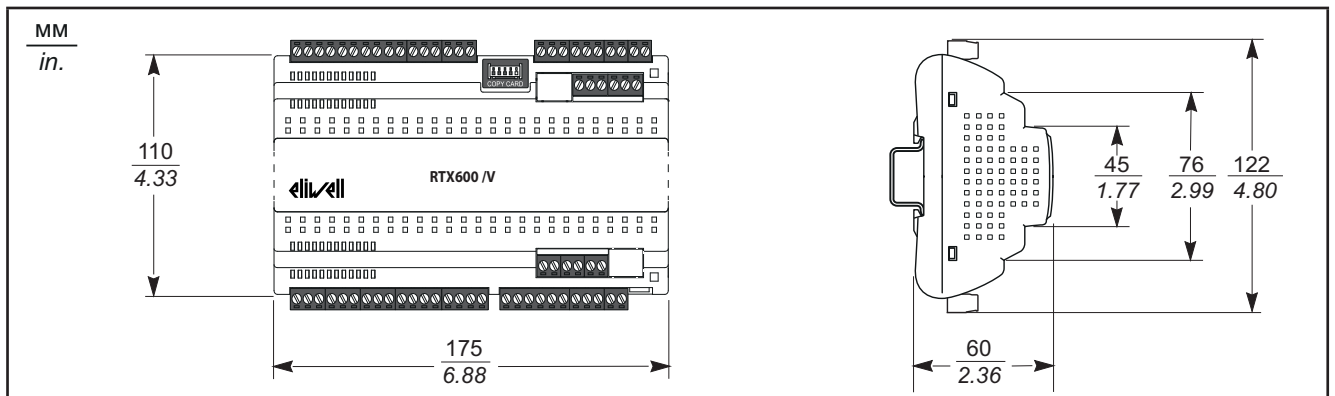 мм
in.
COPY CARD
110
4.33
eliwell
RTX600 /V
175
6.88
45
1.77
76
2.99
122
4.80
60
2.36